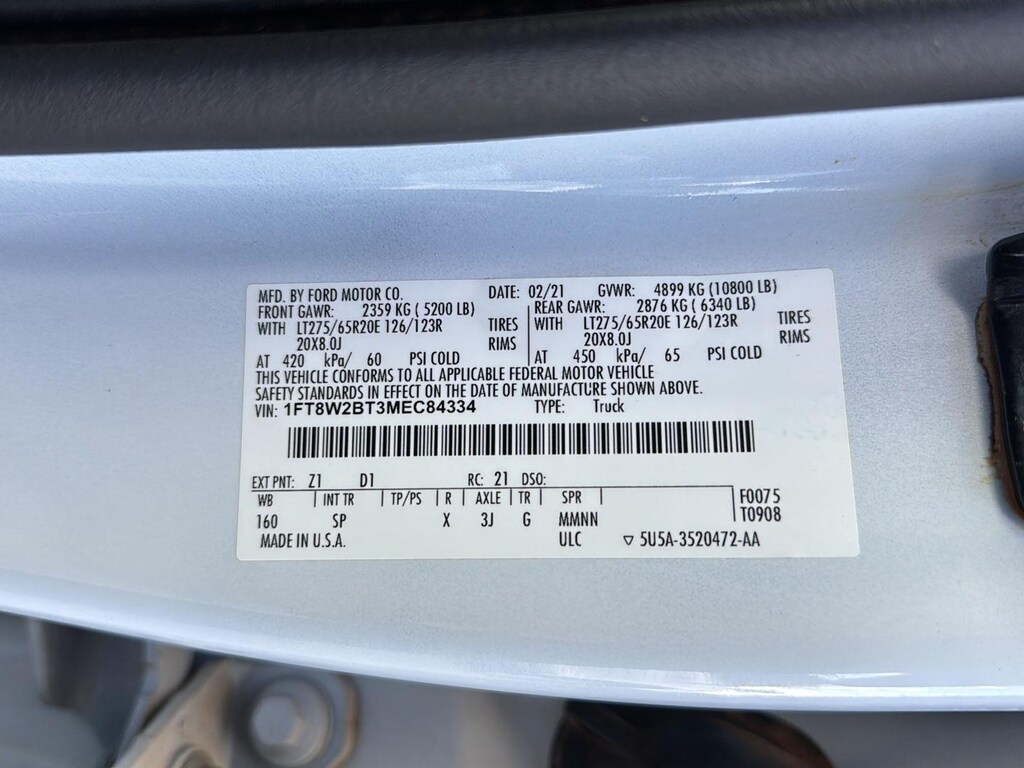 MFD. BY FORD MOTOR CO. DATE: 02/21 GVWR: 4899 KG (10800 LB)
FRONT GAWR: 2359 KG ( 5200 LB) REAR GAWR: 2876 KG ( 6340 LB)
WITH LT275/65R20E 126/123R TIRES WITH LT275/65R20E 126/123R TIRES
20X8.0J RIMS 20X8.0J RIMS
AT 420 kPa/ 60 PSI COLD AT 450 kPa/ 65 PSI COLD
THIS VEHICLE CONFORMS TO ALL APPLICABLE FEDERAL MOTOR VEHICLE
SAFETY STANDARDS IN EFFECT ON THE DATE OF MANUFACTURE SHOWN ABOVE.
VIN: 1FT8W2BT3MEC84334 TYPE: Truck
EXT PNT: Z1 D1 RC: 21 DSO:
WB | INT TR | TP/PS | R | AXLE | TR | SPR | F0075
160 SP X 3J G MMNN T0908
MADE IN U.S.A. ULC ▽ 5U5A-3520472-AA